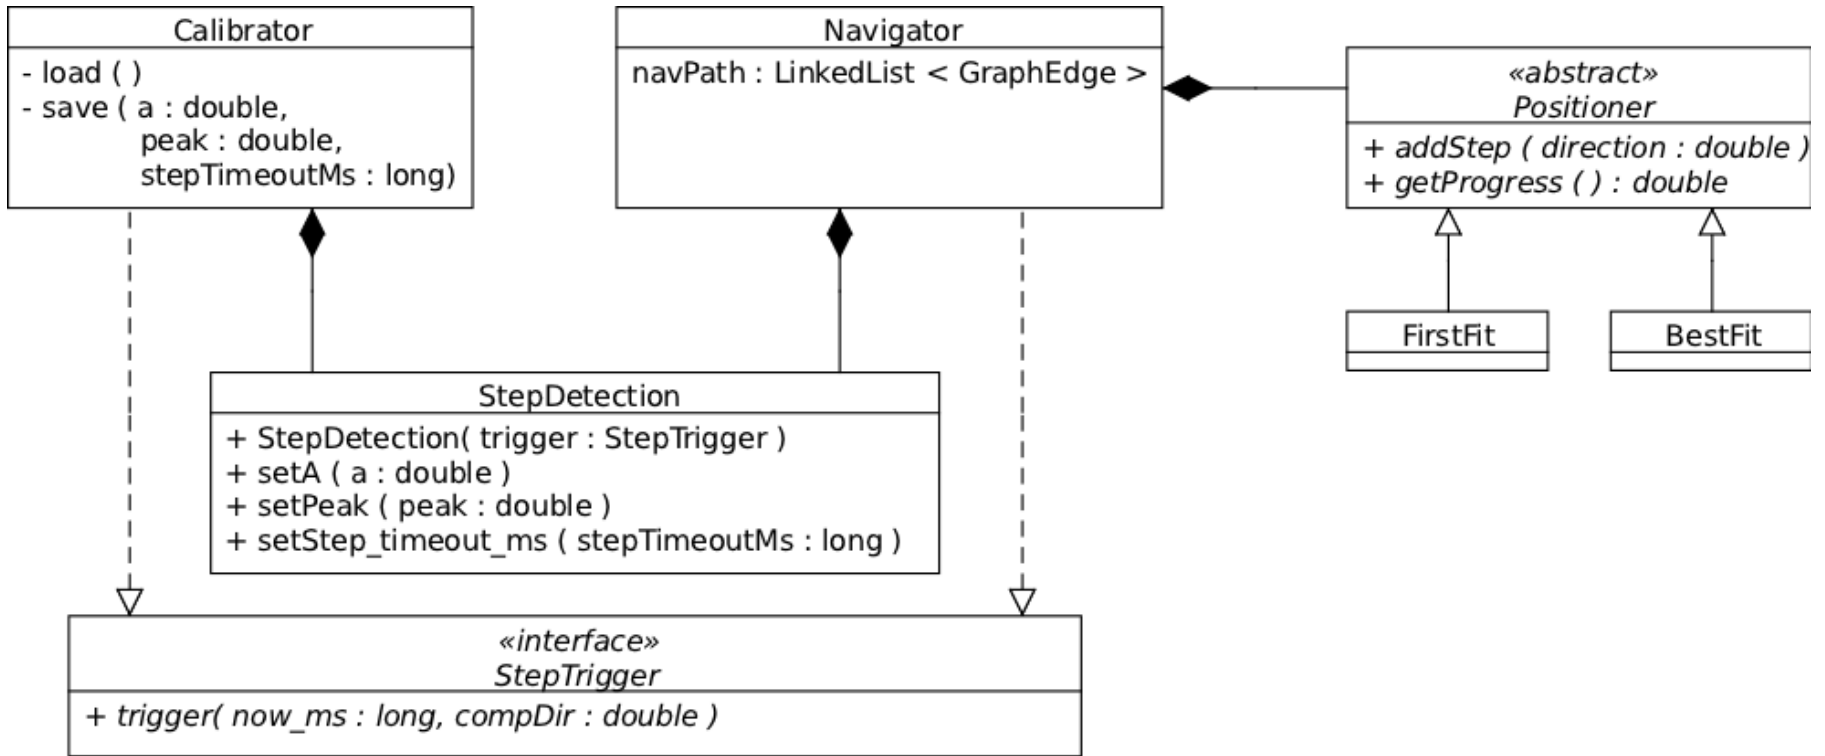 Calibrator
- load ( )
- save ( a : double,
peak : double,
stepTimeoutMs : long)
Navigator
navPath : LinkedList < GraphEdge >
«abstract»
Positioner
+ addStep ( direction : double )
+ getProgress ( ) : double
FirstFit
BestFit
StepDetection
+ StepDetection( trigger : StepTrigger )
+ setA ( a : double )
+ setPeak ( peak : double )
+ setStep_timeout_ms ( stepTimeoutMs : long )
«interface»
StepTrigger
+ trigger( now_ms : long, compDir : double )